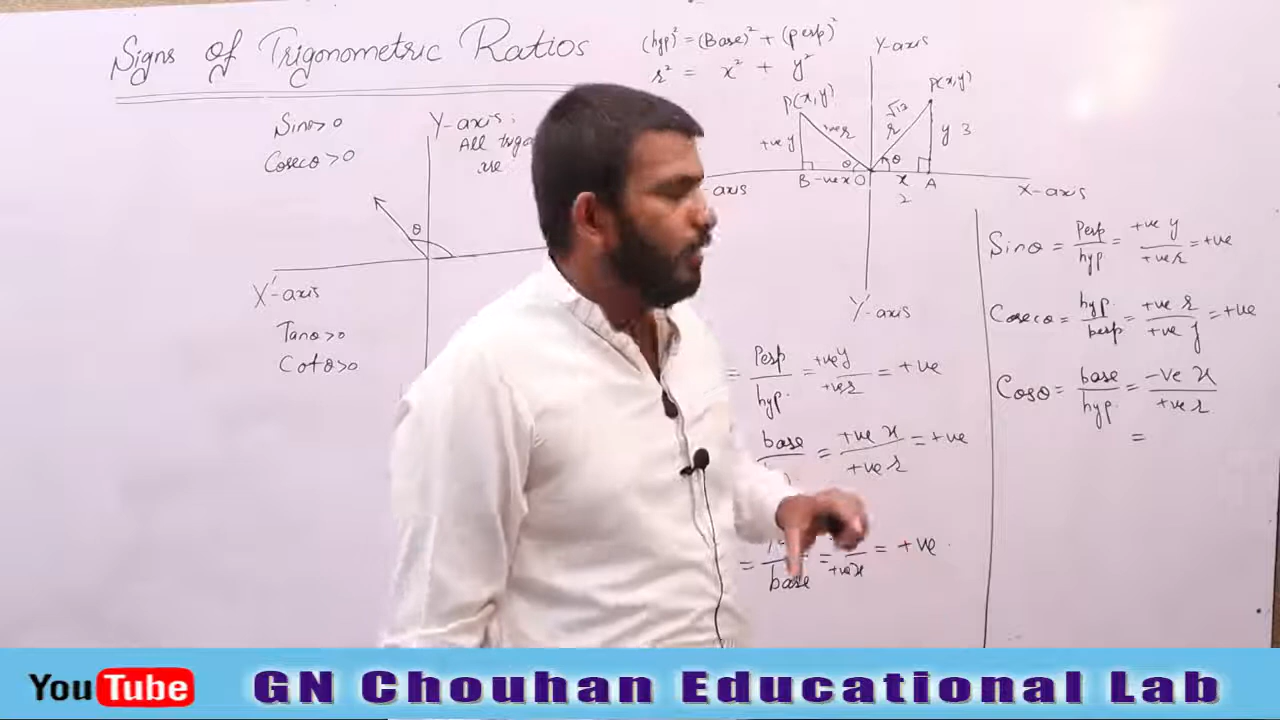 Signs of Trigonometric Ratios
Sinθ>0
Cosecθ>0
Y-axis:
All
X'-axis
Tanθ>0
Cotθ>0
(hyp)² = (Base)² + (perp)²
r² = x² + y²
Y-axis
P(x,y)
P(x,y)
+ve y
+ve r
√13
r
y 3
θ
θ
θ
B -ve x O
x
2
A
-axis
X-axis
Y'-axis
= Perp/hyp. = +ve y/+ve r = +ve
base = +ve x/+ve r = +ve
= /base = /+ve x = +ve
Sinθ = Perp/hyp = +ve y/+ve r = +ve
Cosecθ = hyp./perp = +ve r/+ve y = +ve
Cosθ = base/hyp. = -ve x/+ve r
=
YouTube GN Chouhan Educational Lab